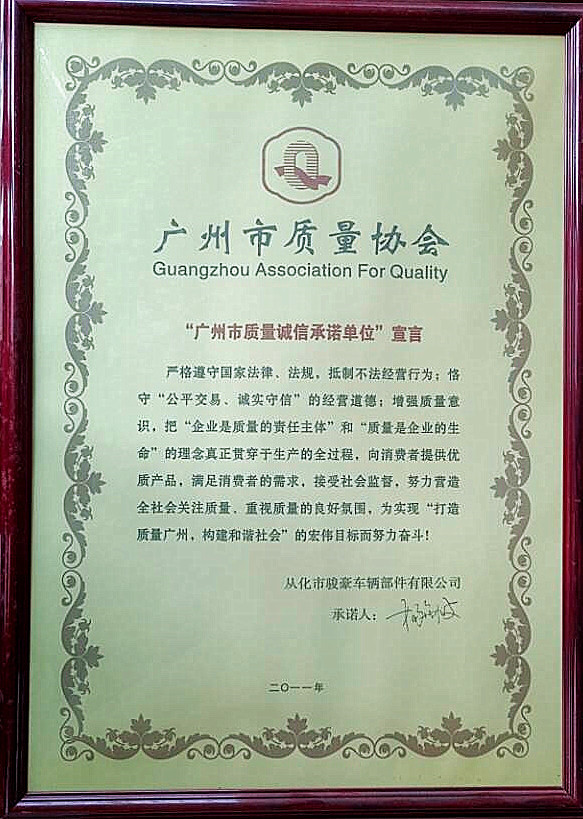 广州市质量协会
Guangzhou Association For Quality
“广州市质量诚信承诺单位”宣言
严格遵守国家法律、法规，抵制不法经营行为；恪
守“公平交易、诚实守信”的经营道德；增强质量意
识，把“企业是质量的责任主体”和“质量是企业的生
命”的理念真正贯穿于生产的全过程，向消费者提供优
质产品，满足消费者的需求，接受社会监督，努力营造
全社会关注质量、重视质量的良好氛围，为实现“打造
质量广州，构建和谐社会”的宏伟目标而努力奋斗！
从化市骏豪车辆部件有限公司
承诺人：
二〇一一年